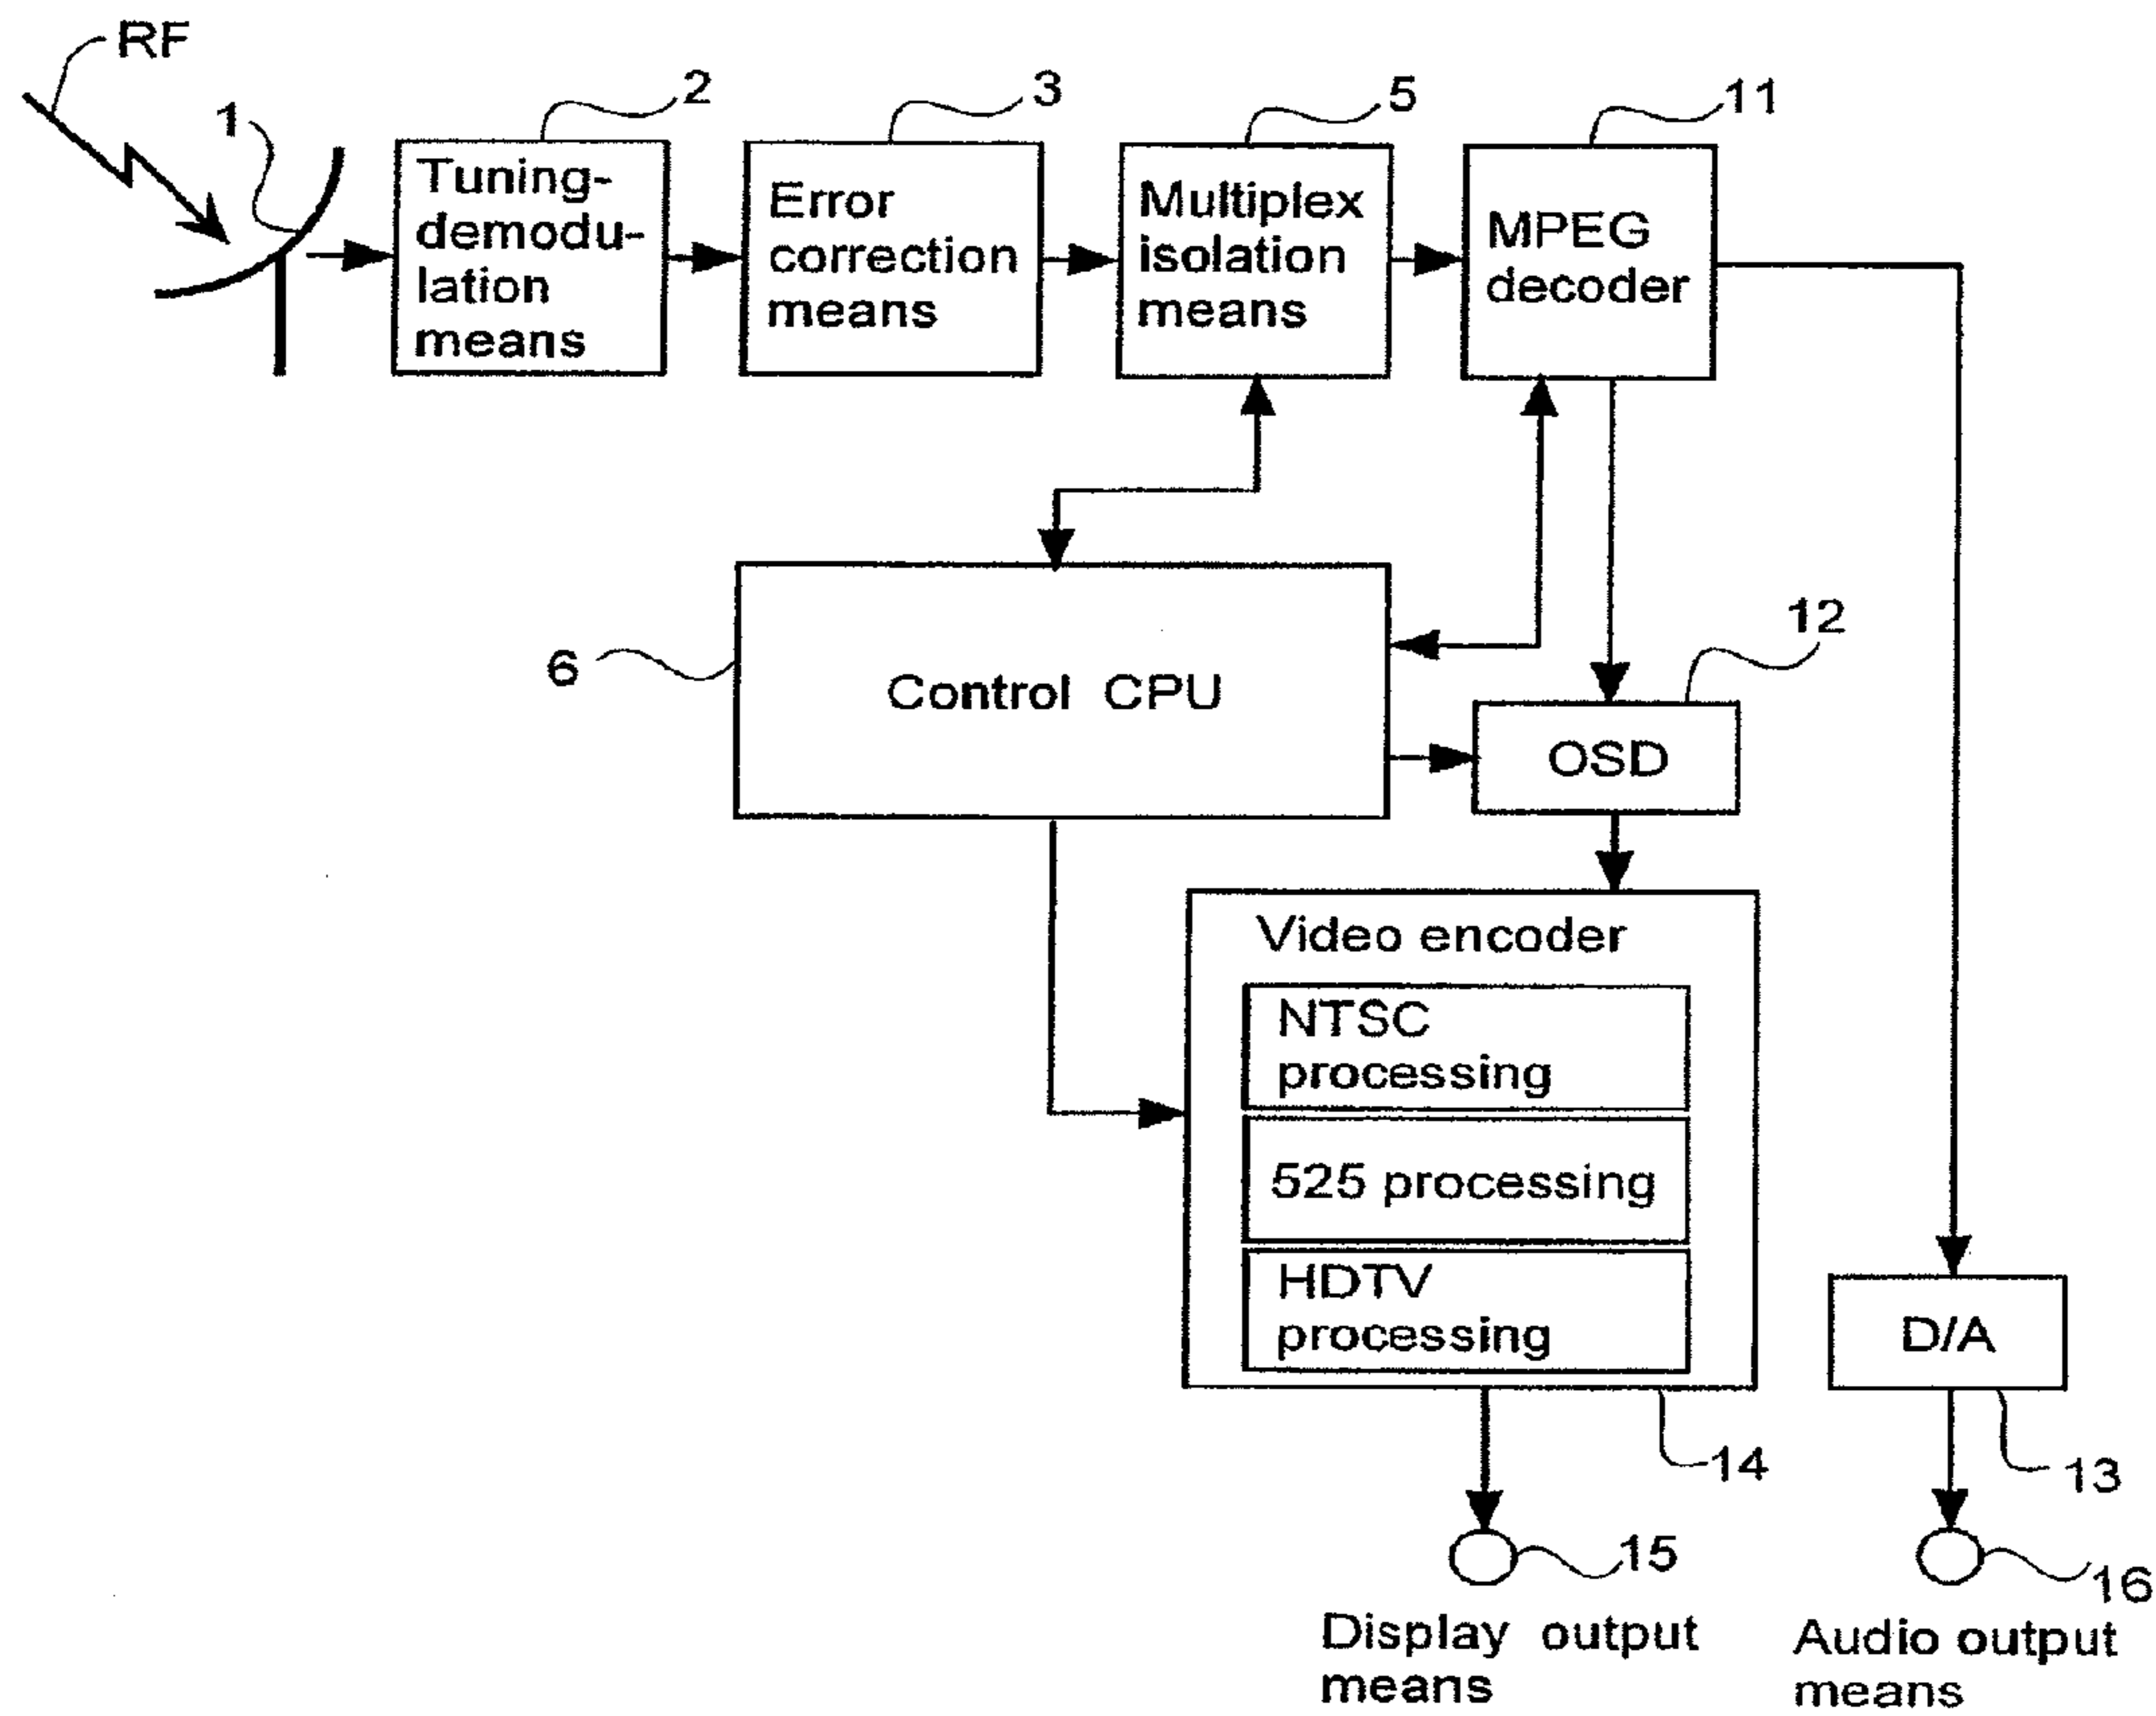 RF
1
2
3
5
11
Tuning-
demodu-
lation
means
Error
correction
means
Multiplex
isolation
means
MPEG
decoder
6
Control CPU
12
OSD
Video encoder
NTSC
processing
525 processing
HDTV
processing
D/A
14
13
15
16
Display output
means
Audio output
means